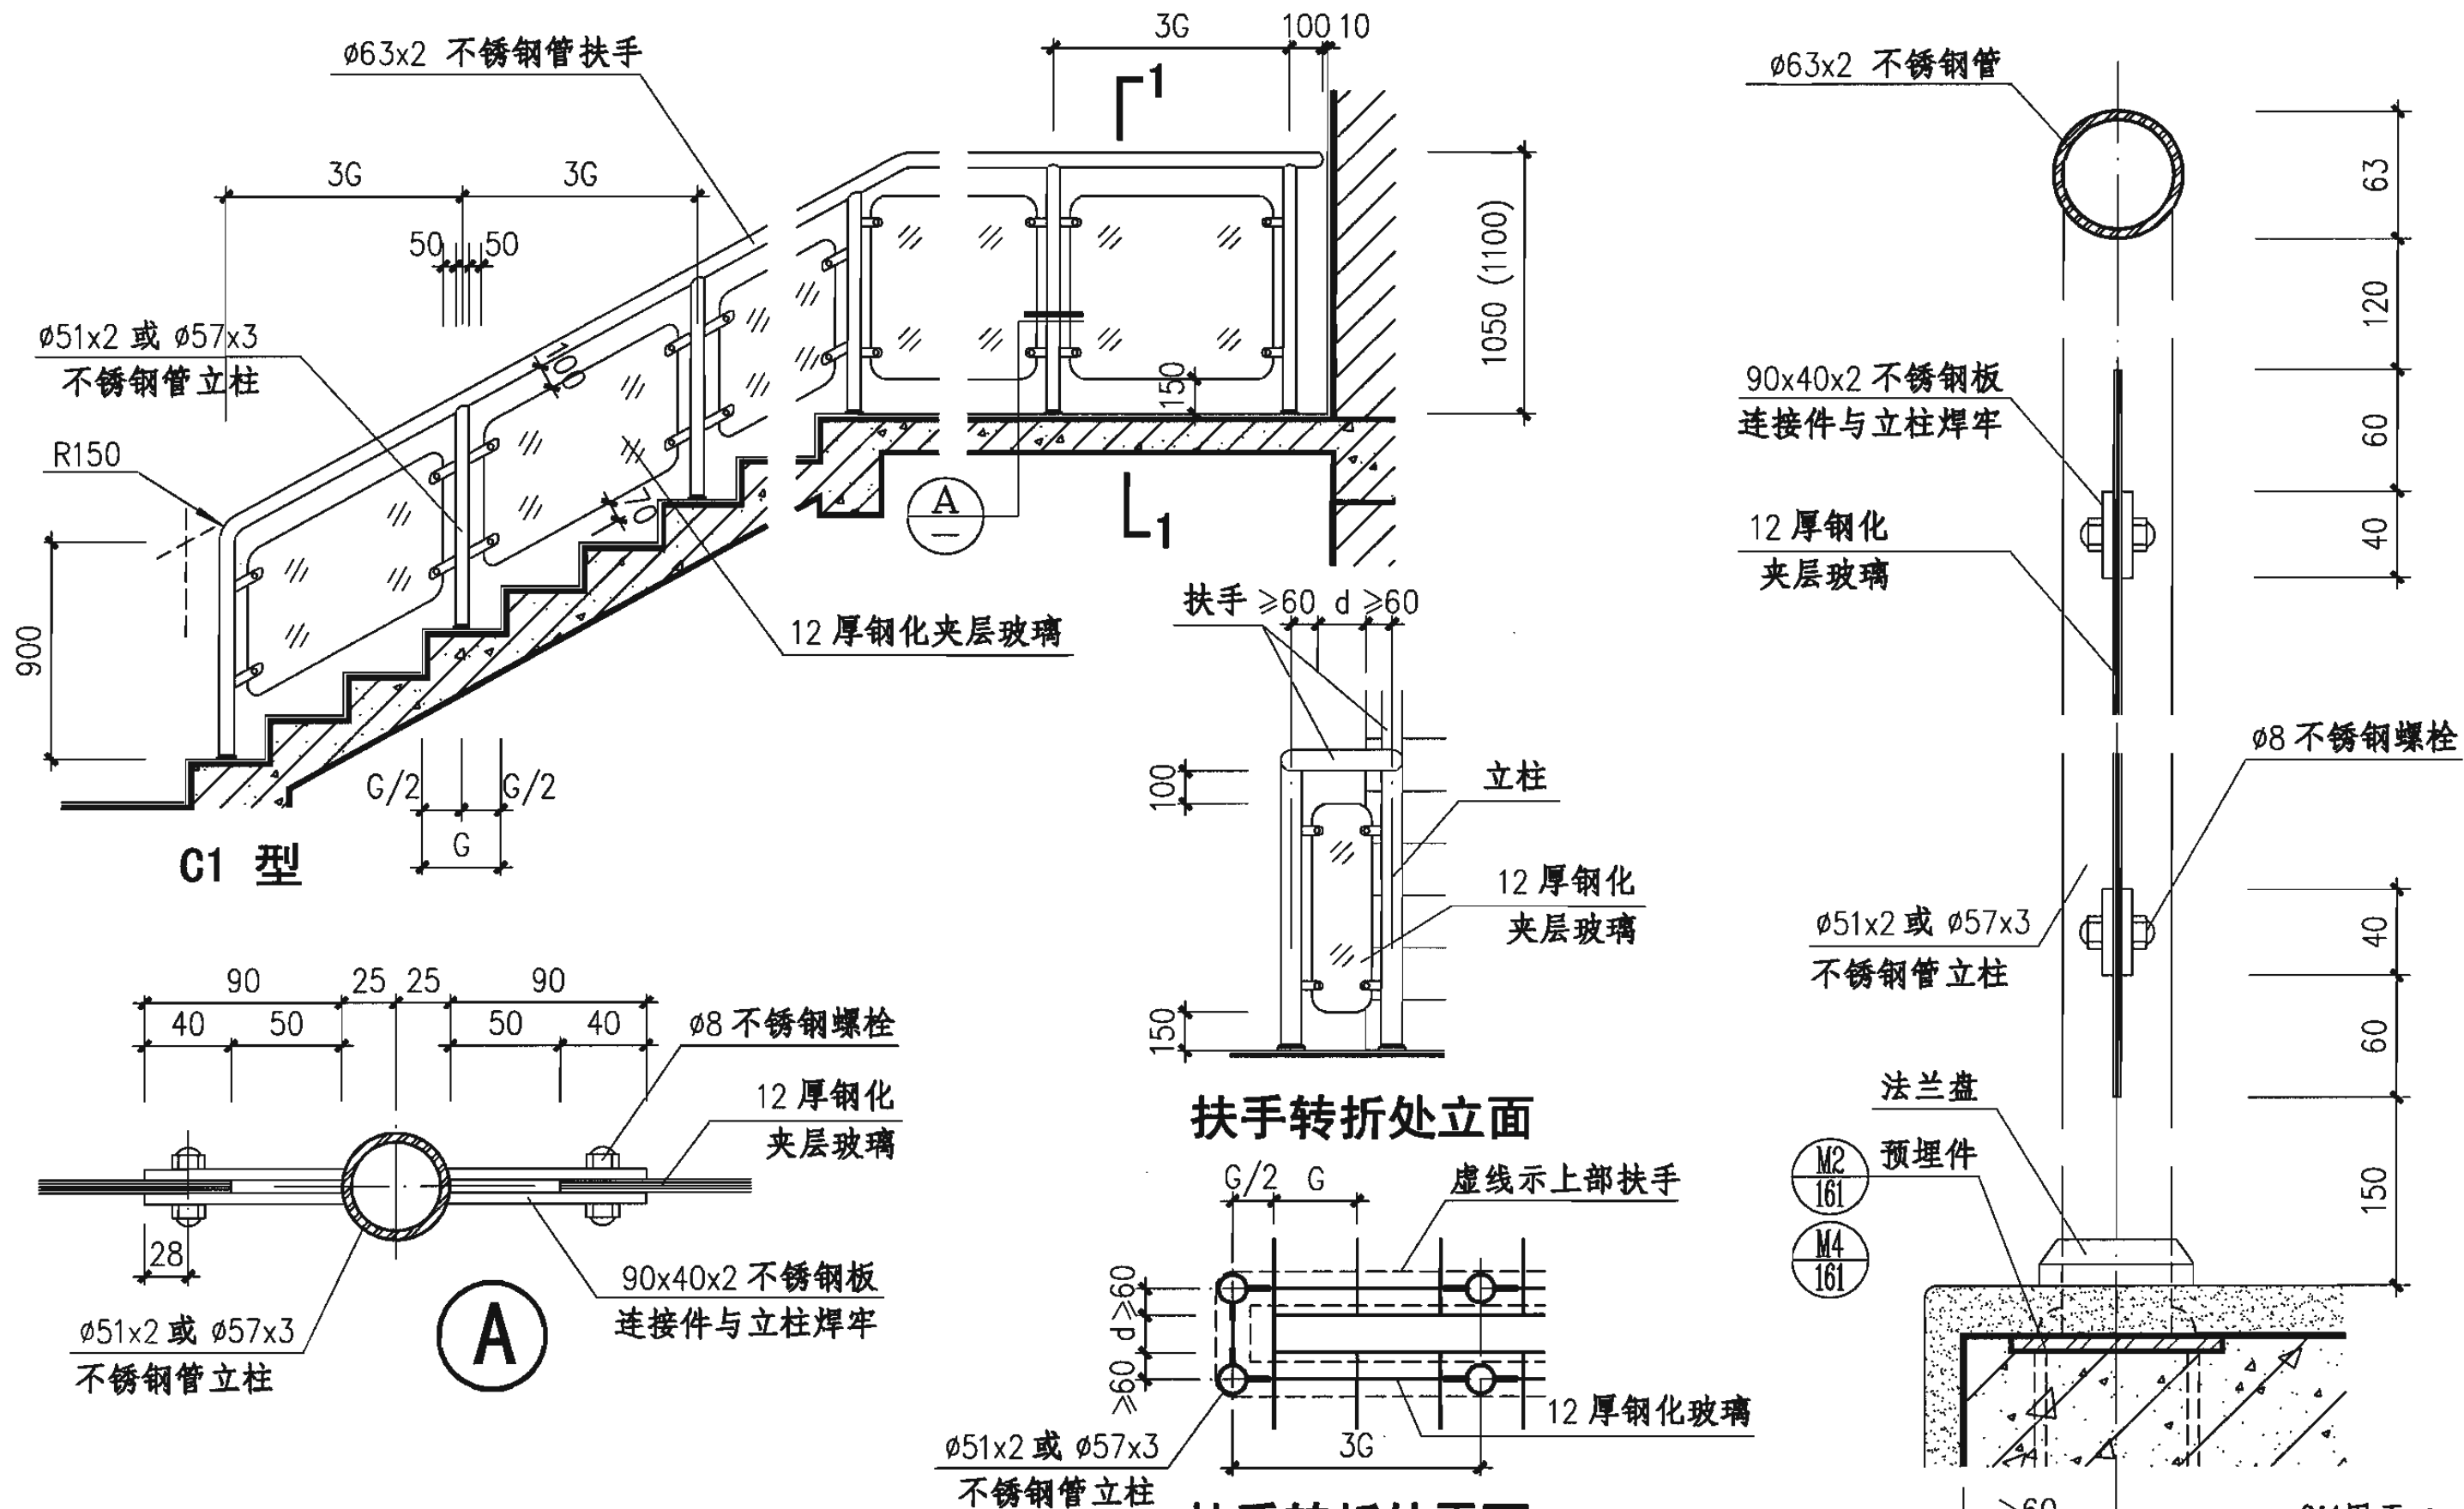 ø63x2 不锈钢管扶手
3G
100 10
1
3G
3G
50
50
ø51x2 或 ø57x3
不锈钢管立柱
R150
100
70
150
1050 (1100)
900
A
1
12 厚钢化夹层玻璃
G/2
G/2
G
C1 型
扶手 ≥60 d ≥60
100
立柱
12 厚钢化
夹层玻璃
150
扶手转折处立面
90 25 25 90
40 50 50 40
ø8 不锈钢螺栓
12 厚钢化
夹层玻璃
28
90x40x2 不锈钢板
连接件与立柱焊牢
ø51x2 或 ø57x3
不锈钢管立柱
A
G/2 G
虚线示上部扶手
≥60
d
≥60
12 厚钢化玻璃
3G
ø51x2 或 ø57x3
不锈钢管立柱
ø63x2 不锈钢管
63
120
90x40x2 不锈钢板
连接件与立柱焊牢
60
12 厚钢化
夹层玻璃
40
ø8 不锈钢螺栓
ø51x2 或 ø57x3
不锈钢管立柱
40
60
法兰盘
M2
161
预埋件
M4
161
150
≥60